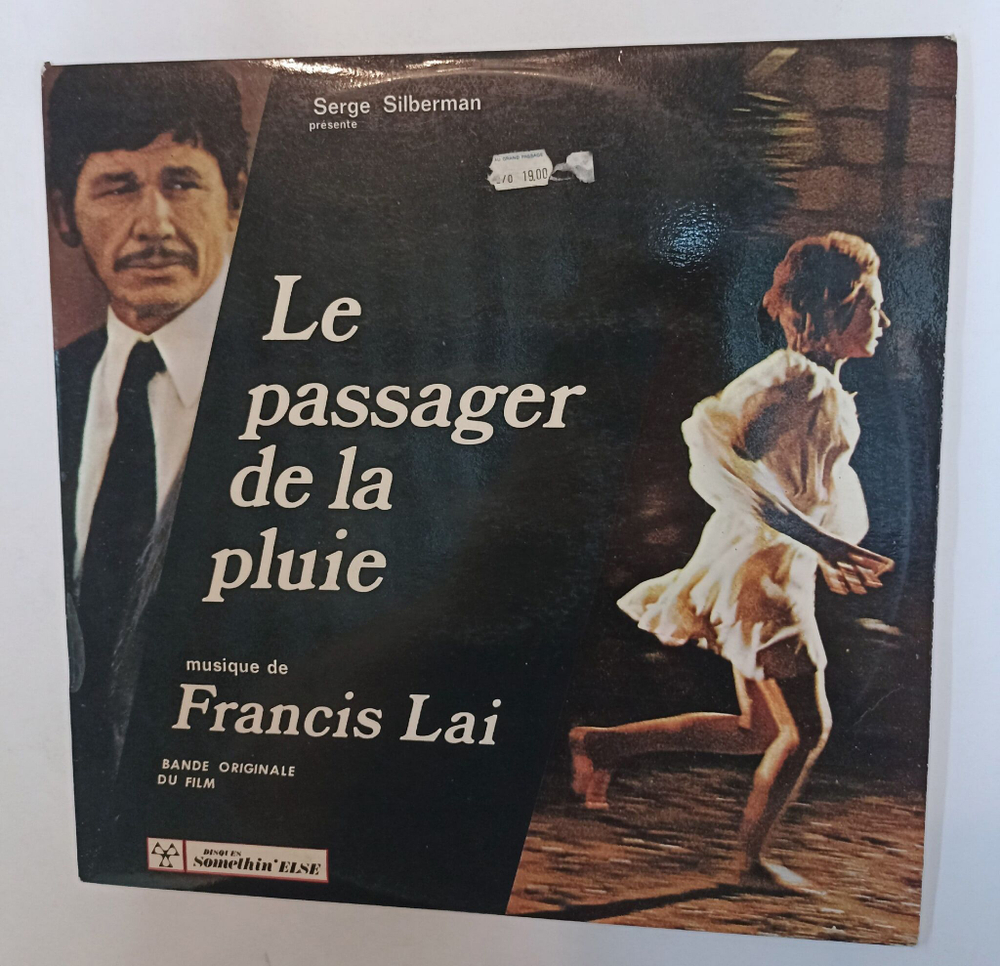 Serge Silberman
présente
19,00
Le
passager
de la
pluie
musique de
Francis Lai
BANDE ORIGINALE
DU FILM
DISQUES
Somethin' ELSE